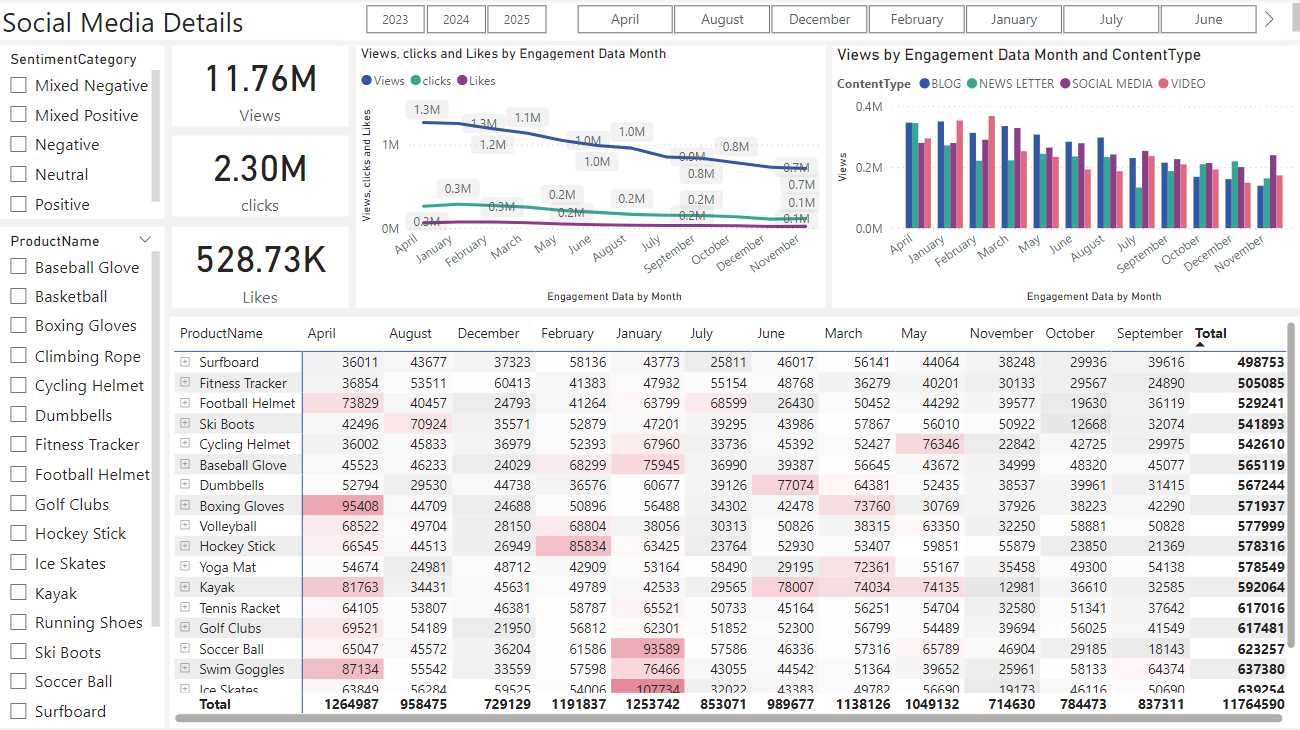 Social Media Details
2023 2024 2025
April August December February January July June
SentimentCategory
Mixed Negative
Mixed Positive
Negative
Neutral
Positive
ProductName
Baseball Glove
Basketball
Boxing Gloves
Climbing Rope
Cycling Helmet
Dumbbells
Fitness Tracker
Football Helmet
Golf Clubs
Hockey Stick
Ice Skates
Kayak
Running Shoes
Ski Boots
Soccer Ball
Surfboard
11.76M
Views
2.30M
clicks
528.73K
Likes
Views, clicks and Likes by Engagement Data Month
Views clicks Likes
Views, clicks and Likes
1M
0M
1.3M 1.3M 1.2M 1.1M 1.0M 1.0M 1.0M 0.9M 0.8M 0.8M 0.7M 0.7M
0.3M 0.3M 0.2M 0.2M 0.2M 0.2M 0.2M 0.1M 0.1M
April January February March May June August July September October December November
Engagement Data by Month
Views by Engagement Data Month and ContentType
ContentType BLOG NEWS LETTER SOCIAL MEDIA VIDEO
Views
0.4M
0.2M
0.0M
April January February March May June August July September October December November
Engagement Data by Month
ProductName April August December February January July June March May November October September Total
Surfboard 36011 43677 37323 58136 43773 25811 46017 56141 44064 38248 29936 39616 498753
Fitness Tracker 36854 53511 60413 41383 47932 55154 48768 36279 40201 30133 29567 24890 505085
Football Helmet 73829 40457 24793 41264 63799 68599 26430 50452 44292 39577 19630 36119 529241
Ski Boots 42496 70924 35571 52879 47201 39295 43986 57867 56010 50922 12668 32074 541893
Cycling Helmet 36002 45833 36979 52393 67960 33736 45392 52427 76346 22842 42725 29975 542610
Baseball Glove 45523 46233 24029 68299 75945 36990 39387 56645 43672 34999 48320 45077 565119
Dumbbells 52794 29530 44738 36576 60677 39126 77074 64381 52435 38537 39961 31415 567244
Boxing Gloves 95408 44709 24688 50896 56488 34302 42478 73760 30769 37926 38223 42290 571937
Volleyball 68522 49704 28150 68804 38056 30313 50826 38315 63350 32250 58881 50828 577999
Hockey Stick 66545 44513 26949 85834 63425 23764 52930 53407 59851 55879 23850 21369 578316
Yoga Mat 54674 24981 48712 42909 53164 58490 29195 72361 55167 35458 49300 54138 578549
Kayak 81763 34431 45631 49789 42533 29565 78007 74034 74135 12981 36610 32585 592064
Tennis Racket 64105 53807 46381 58787 65521 50733 45164 56251 54704 32580 51341 37642 617016
Golf Clubs 69521 54189 21950 56812 62301 51852 52300 56799 54489 39694 56025 41549 617481
Soccer Ball 65047 45572 36204 61586 93589 57586 46336 57316 65789 46904 29185 18143 623257
Swim Goggles 87134 55542 33559 57598 76466 43055 44542 51364 39652 25961 58133 64374 637380
Ice Skates 63849 56284 59525 54006 107734 32022 43383 49782 56690 19173 46116 50690 639254
Total 1264987 958475 729129 1191837 1253742 853071 989677 1138126 1049132 714630 784473 837311 11764590